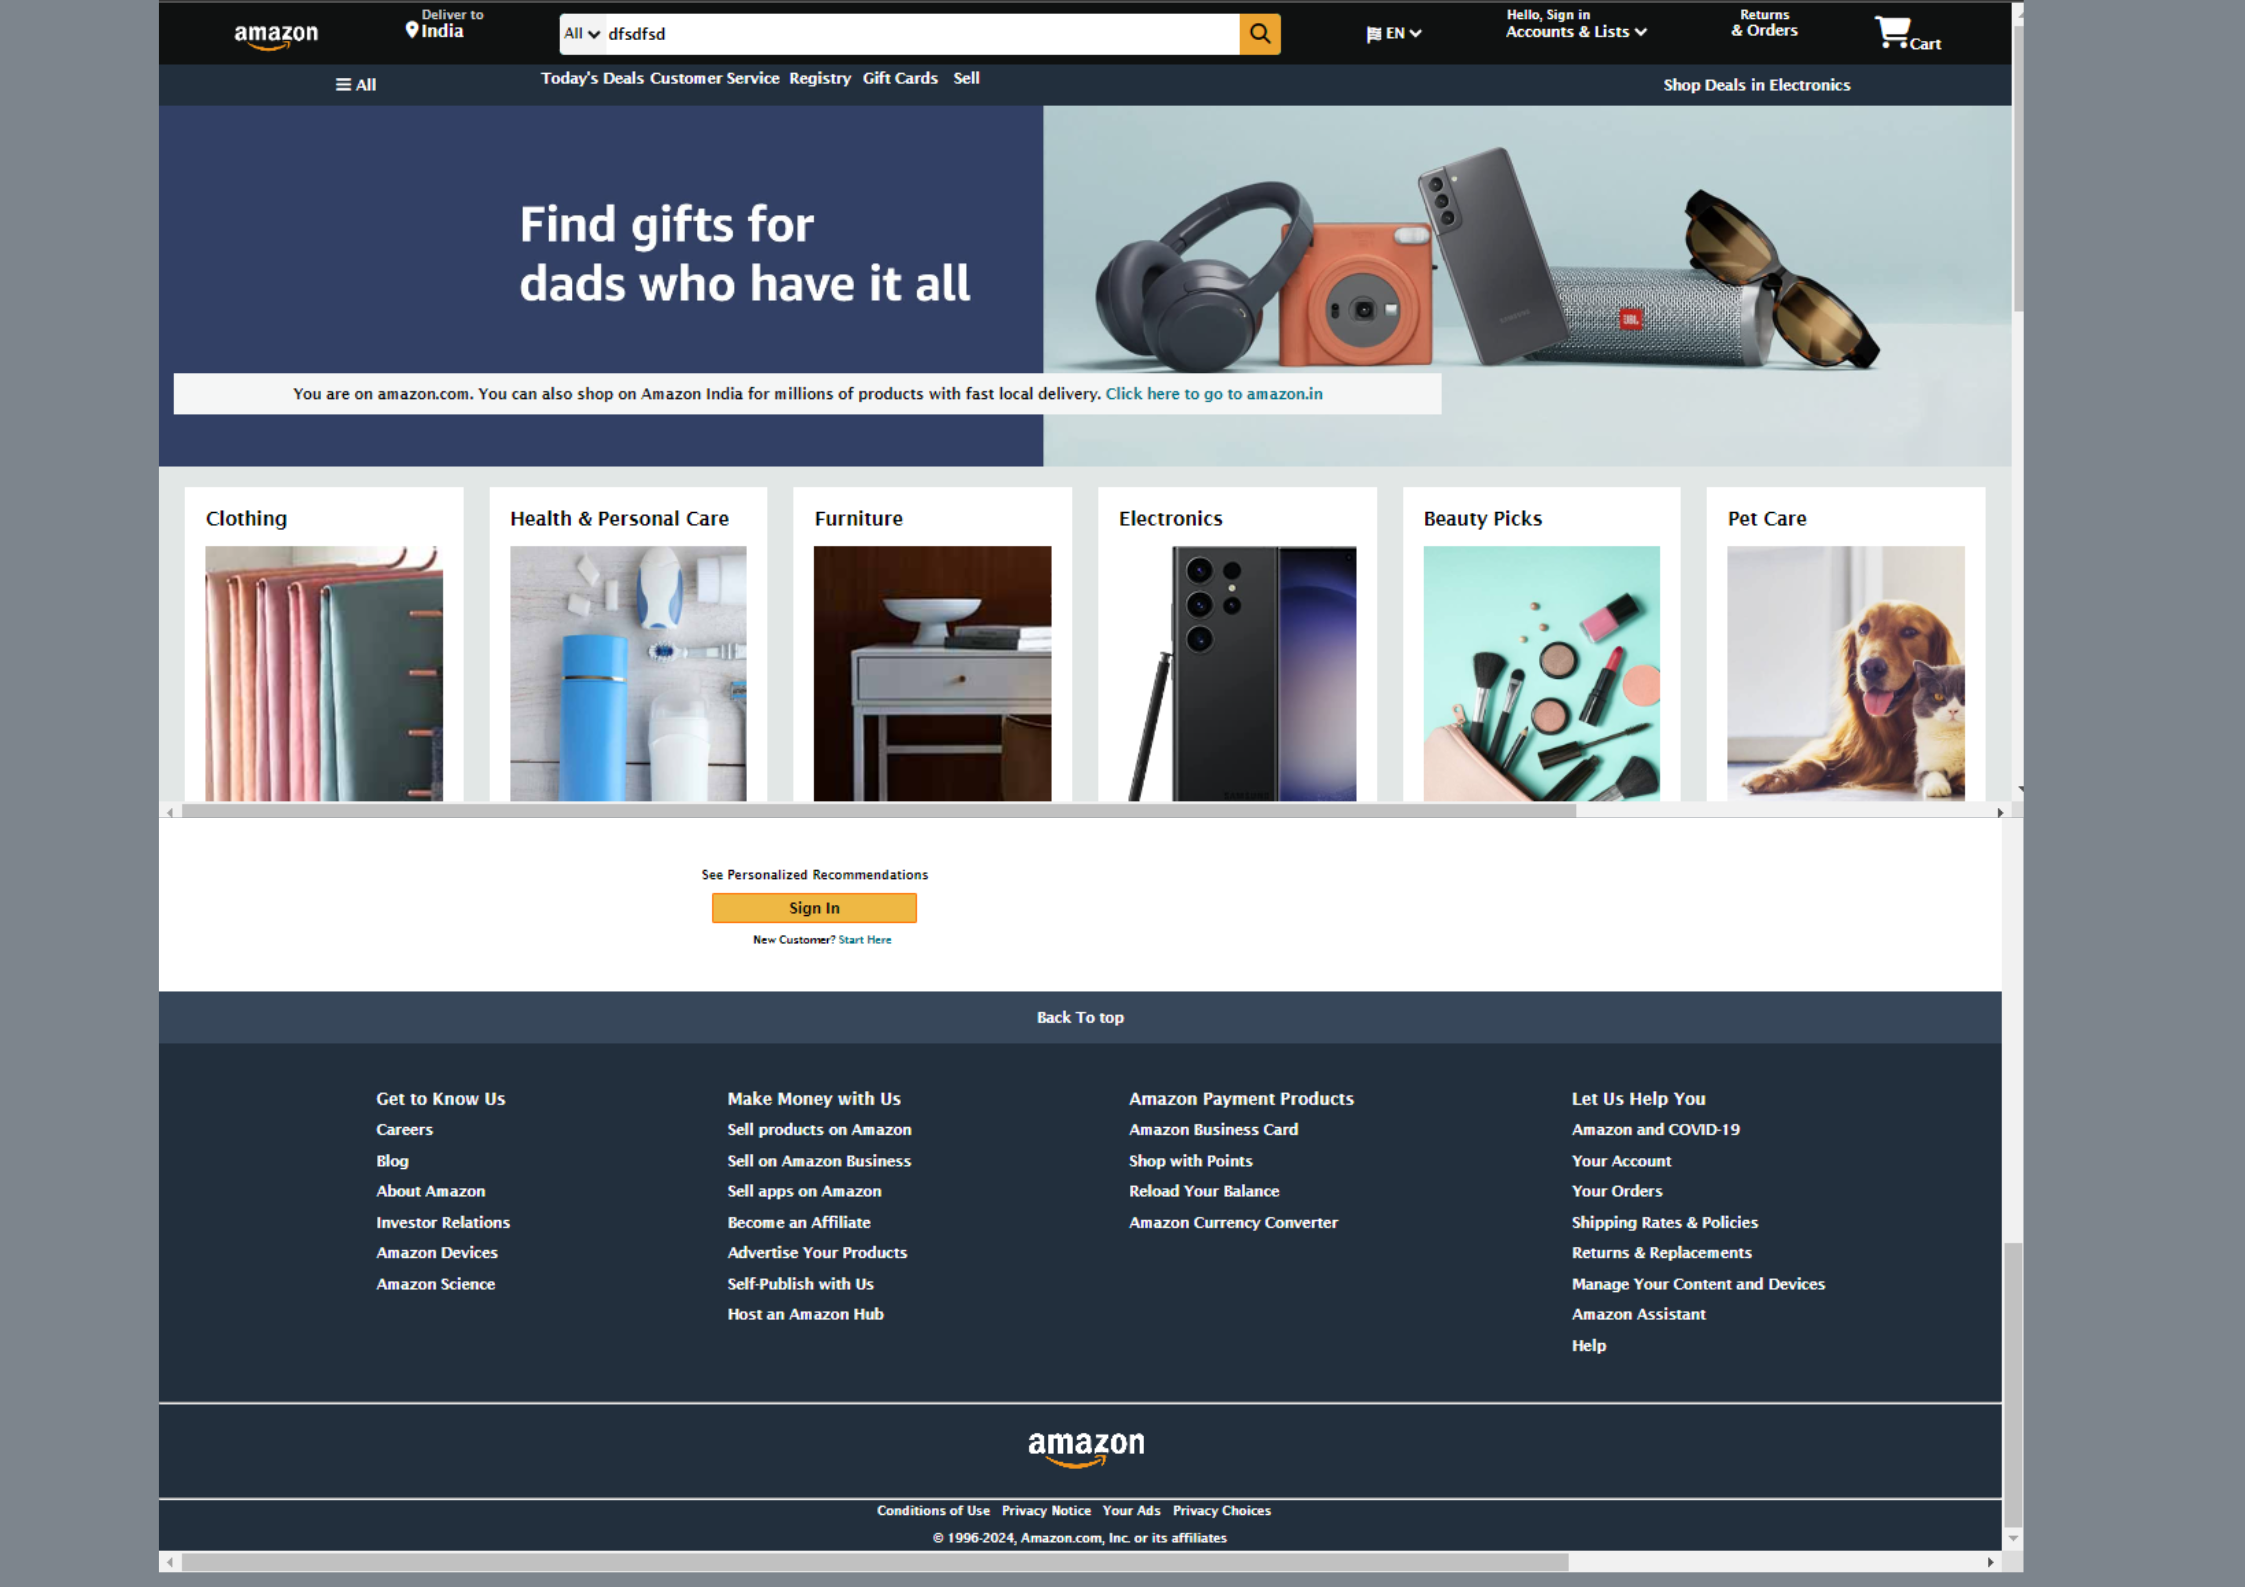 amazon
Deliver to
India
All dfsdfsd
EN
Hello, Sign in
Accounts & Lists
Returns
& Orders
Cart
All
Today's Deals Customer Service Registry Gift Cards Sell
Shop Deals in Electronics
Find gifts for
dads who have it all
JBL
SAMSUNG
You are on amazon.com. You can also shop on Amazon India for millions of products with fast local delivery. Click here to go to amazon.in
Clothing
Health & Personal Care
Furniture
Electronics
Beauty Picks
Pet Care
SAMSUNG
See Personalized Recommendations
Sign In
New Customer? Start Here
Back To top
Get to Know Us
Careers
Blog
About Amazon
Investor Relations
Amazon Devices
Amazon Science
Make Money with Us
Sell products on Amazon
Sell on Amazon Business
Sell apps on Amazon
Become an Affiliate
Advertise Your Products
Self-Publish with Us
Host an Amazon Hub
Amazon Payment Products
Amazon Business Card
Shop with Points
Reload Your Balance
Amazon Currency Converter
Let Us Help You
Amazon and COVID-19
Your Account
Your Orders
Shipping Rates & Policies
Returns & Replacements
Manage Your Content and Devices
Amazon Assistant
Help
amazon
Conditions of Use Privacy Notice Your Ads Privacy Choices
© 1996-2024, Amazon.com, Inc. or its affiliates